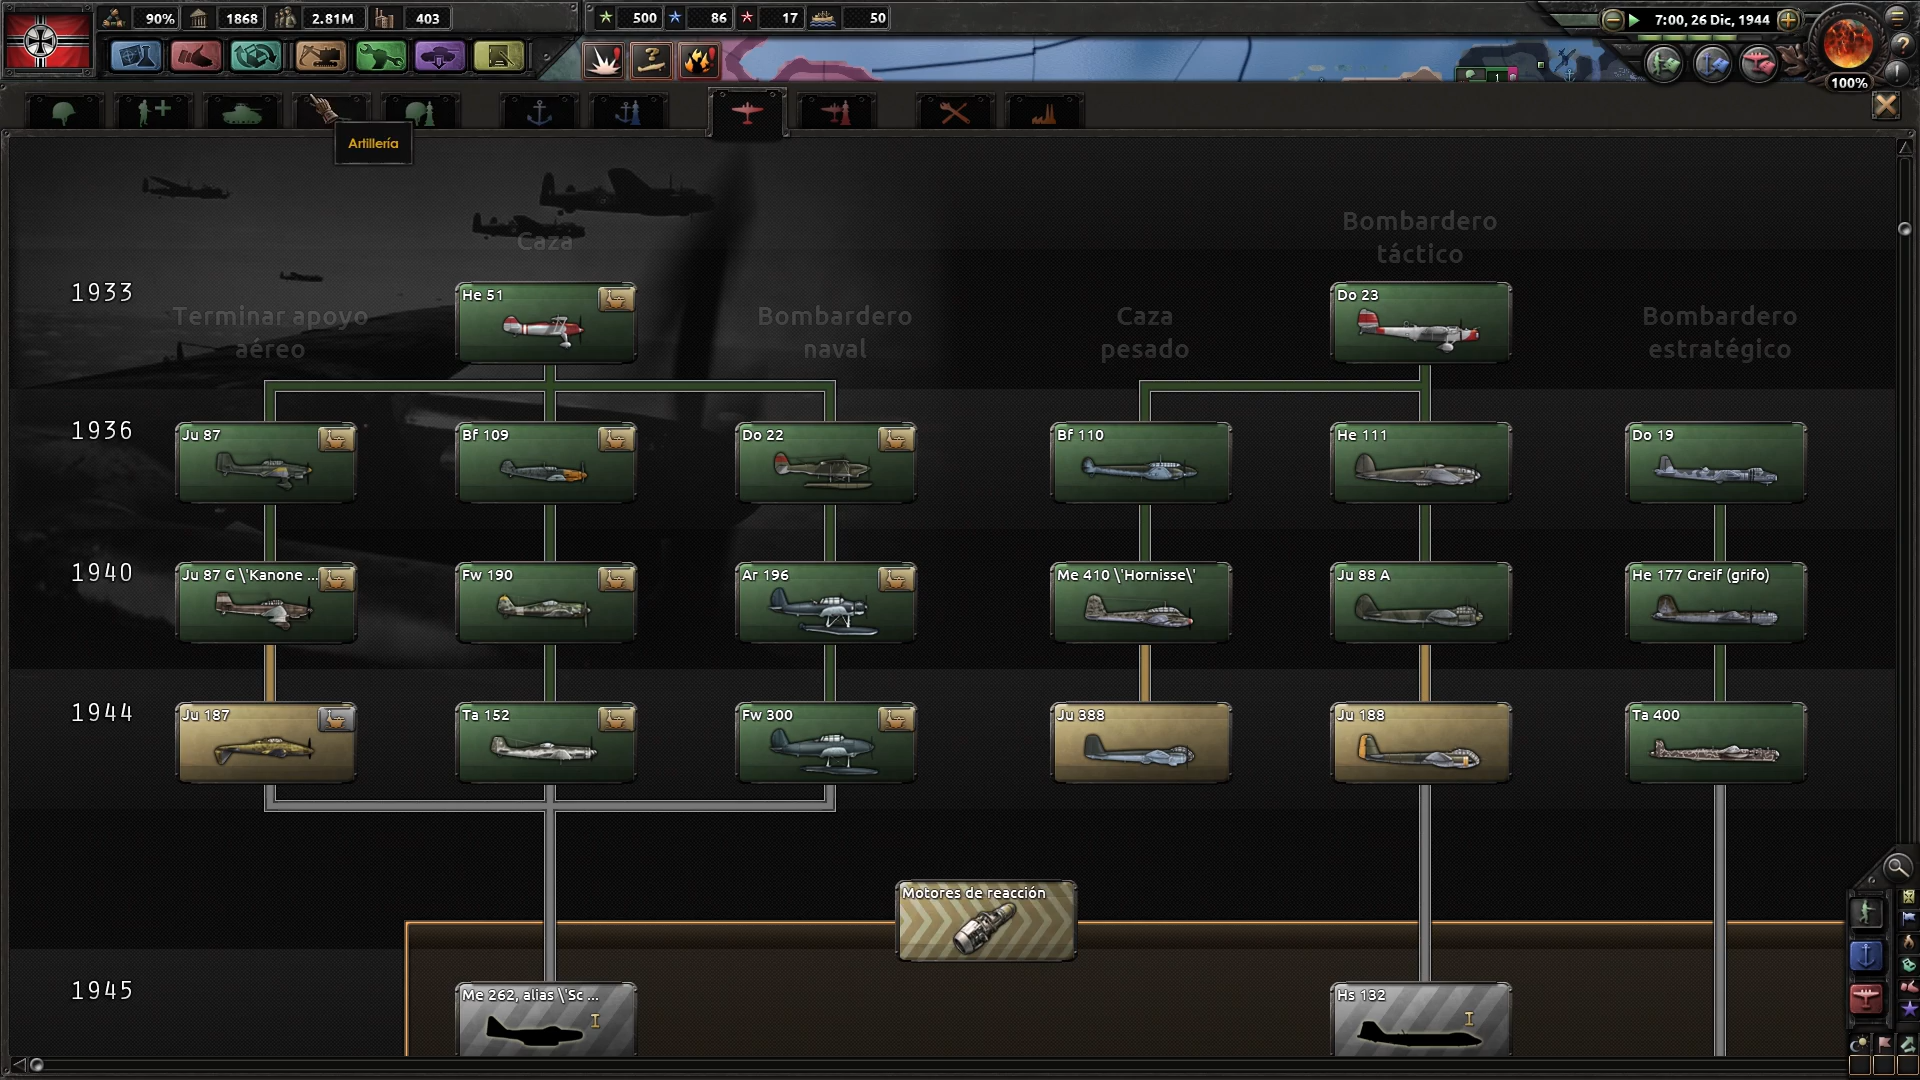 90%
1868
2.81M
403
500
86
17
50
7:00, 26 Dic, 1944
100%
1
Artillería
Caza
Bombardero
táctico
1933
He 51
Do 23
Terminar apoyo
aéreo
Bombardero
naval
Caza
pesado
Bombardero
estratégico
1936
Ju 87
Bf 109
Do 22
Bf 110
He 111
Do 19
1940
Ju 87 G \'Kanone ...
Fw 190
Ar 196
Me 410 \'Hornisse\'
Ju 88 A
He 177 Greif (grifo)
1944
Ju 187
Ta 152
Fw 300
Ju 388
Ju 188
Ta 400
Motores de reacción
1945
Me 262, alias \'Sc ...
I
Hs 132
I